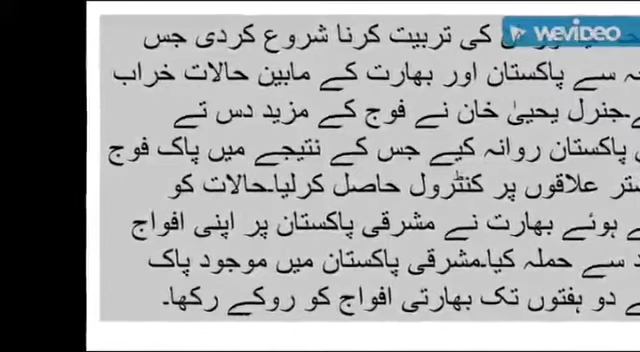 WeVideo
کی تربیت کرنا شروع کردی جس
سے پاکستان اور بھارت کے مابین حالات خراب
جنرل یحییٰ خان نے فوج کے مزید دس تے
پاکستان روانہ کیے جس کے نتیجے میں پاک فوج
علاقوں پر کنٹرول حاصل کرلیا۔حالات کو
ہوئے بھارت نے مشرقی پاکستان پر اپنی افواج
سے حملہ کیا۔مشرقی پاکستان میں موجود پاک
دو ہفتوں تک بھارتی افواج کو روکے رکھا۔